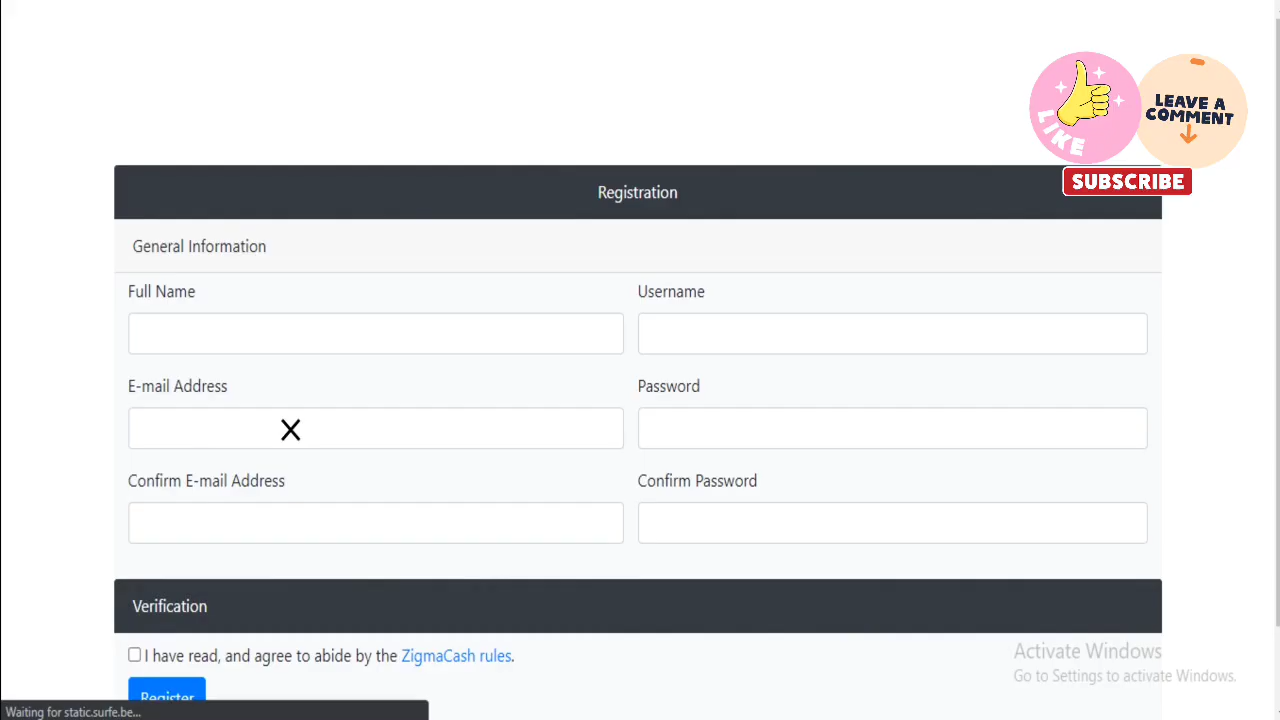 LIKE
LEAVE A
COMMENT
SUBSCRIBE
Registration
General Information
Full Name
Username
E-mail Address
Password
Confirm E-mail Address
Confirm Password
Verification
I have read, and agree to abide by the ZigmaCash rules.
Register
Activate Windows
Go to Settings to activate Windows.
Waiting for static.surfe.be...